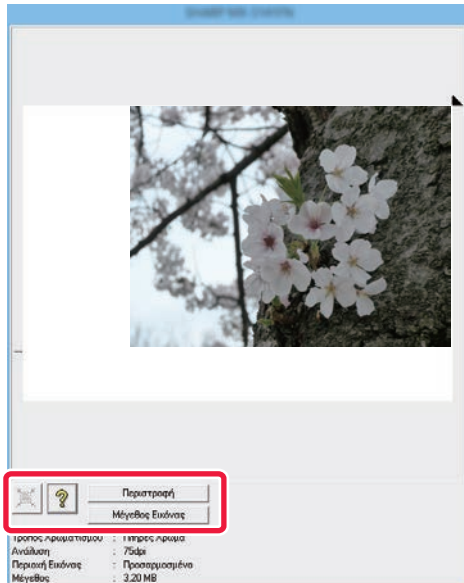 Περιστροφή
Μέγεθος Εικόνας
Τρόπος Χρωματισμού : Πλήρες Χρώμα
Ανάλυση : 75dpi
Περιοχή Εικόνας : Προσαρμοσμένο
Μέγεθος : 3,20 MB